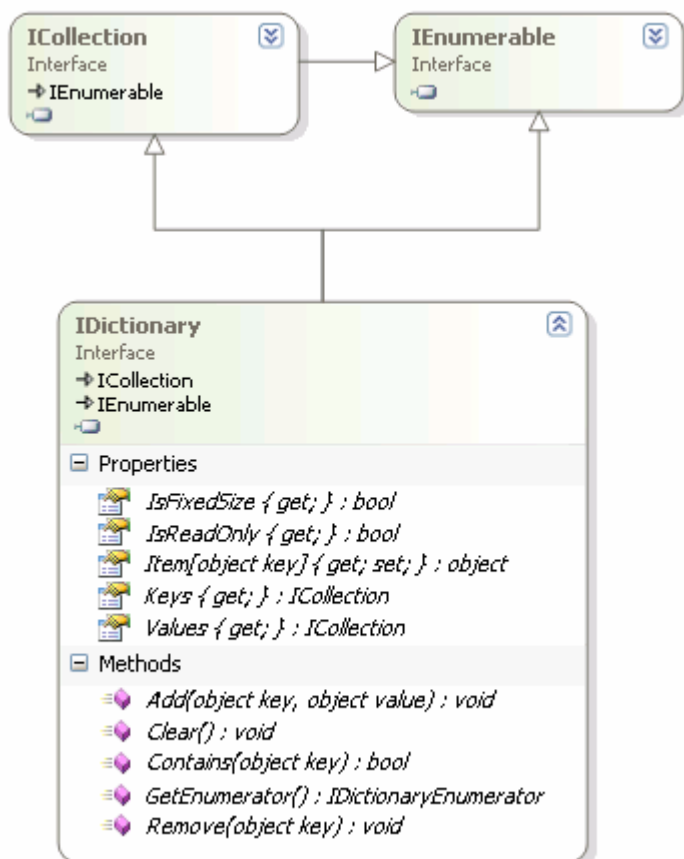 ICollection
Interface
IEnumerable
IEnumerable
Interface
IDictionary
Interface
ICollection
IEnumerable
Properties
IsFixedSize { get; } : bool
IsReadOnly { get; } : bool
Item[object key] { get; set; } : object
Keys { get; } : ICollection
Values { get; } : ICollection
Methods
Add(object key, object value) : void
Clear() : void
Contains(object key) : bool
GetEnumerator() : IDictionaryEnumerator
Remove(object key) : void